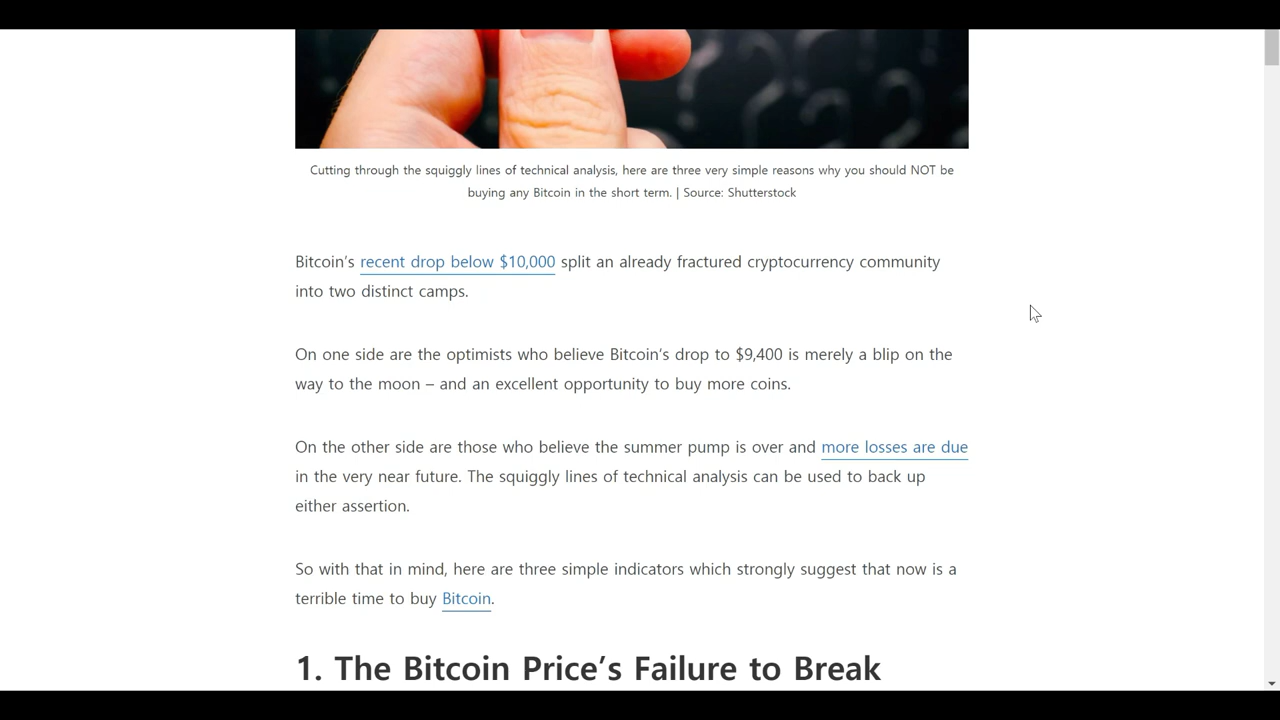 Cutting through the squiggly lines of technical analysis, here are three very simple reasons why you should NOT be
buying any Bitcoin in the short term. | Source: Shutterstock
Bitcoin’s recent drop below $10,000 split an already fractured cryptocurrency community
into two distinct camps.
On one side are the optimists who believe Bitcoin‘s drop to $9,400 is merely a blip on the
way to the moon – and an excellent opportunity to buy more coins.
On the other side are those who believe the summer pump is over and more losses are due
in the very near future. The squiggly lines of technical analysis can be used to back up
either assertion.
So with that in mind, here are three simple indicators which strongly suggest that now is a
terrible time to buy Bitcoin.
1. The Bitcoin Price’s Failure to Break